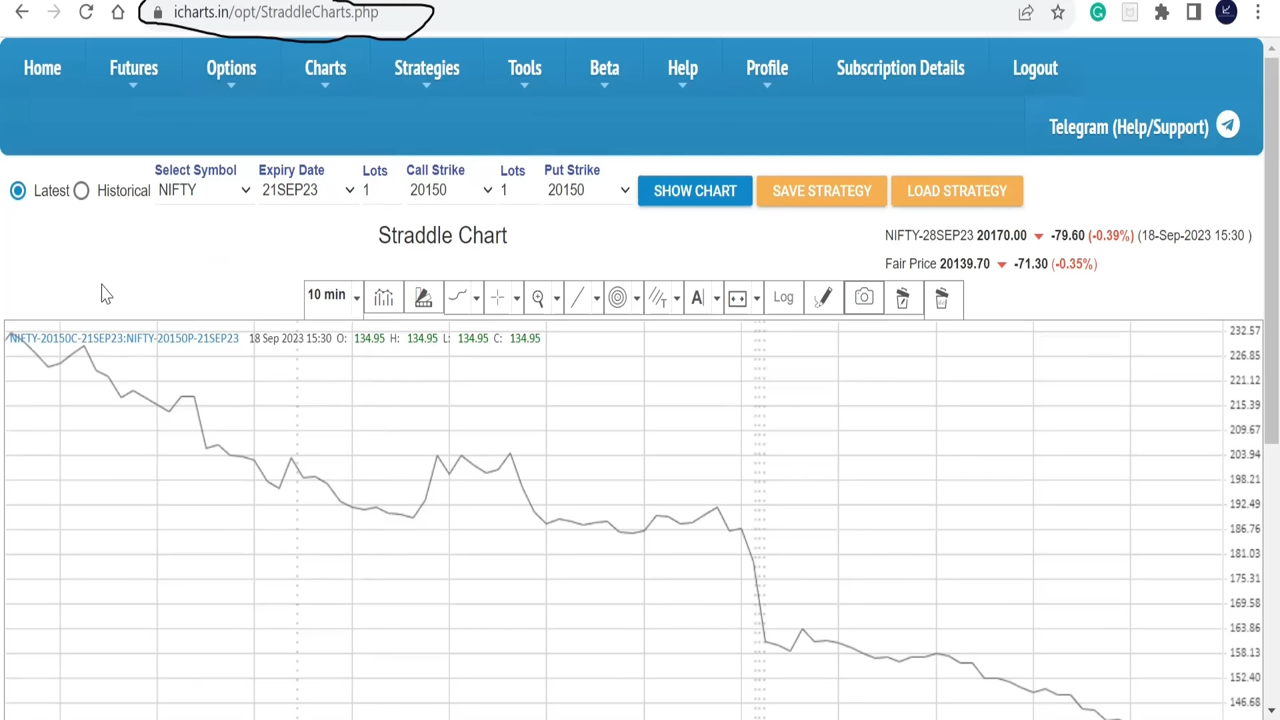 icharts.in/opt/StraddleCharts.php
Home Futures Options Charts Strategies Tools Beta Help Profile Subscription Details Logout
Telegram (Help/Support)
Select Symbol Expiry Date Lots Call Strike Lots Put Strike
Latest Historical NIFTY 21SEP23 1 20150 1 20150 SHOW CHART SAVE STRATEGY LOAD STRATEGY
Straddle Chart
NIFTY-28SEP23 20170.00 -79.60 (-0.39%) (18-Sep-2023 15:30 )
Fair Price 20139.70 -71.30 (-0.35%)
10 min A Log
NIFTY-20150C-21SEP23:NIFTY-20150P-21SEP23 18 Sep 2023 15:30 O: 134.95 H: 134.95 L: 134.95 C: 134.95
232.57
226.85
221.12
215.39
209.67
203.94
198.21
192.49
186.76
181.03
175.31
169.58
163.86
158.13
152.40
146.68